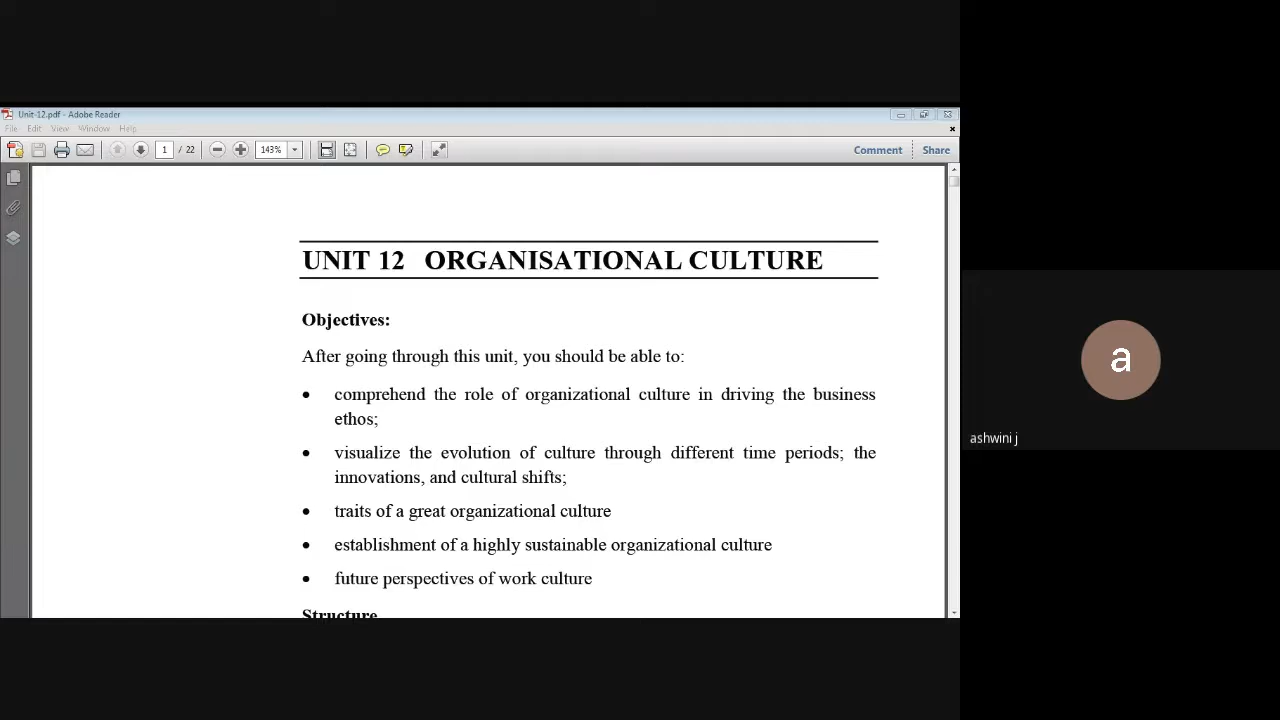 Unit-12.pdf - Adobe Reader
File Edit View Window Help
1 / 22 143% Comment Share
UNIT 12 ORGANISATIONAL CULTURE
Objectives:
After going through this unit, you should be able to:
• comprehend the role of organizational culture in driving the business
ethos;
• visualize the evolution of culture through different time periods; the
innovations, and cultural shifts;
• traits of a great organizational culture
• establishment of a highly sustainable organizational culture
• future perspectives of work culture
Structure
a
ashwini j